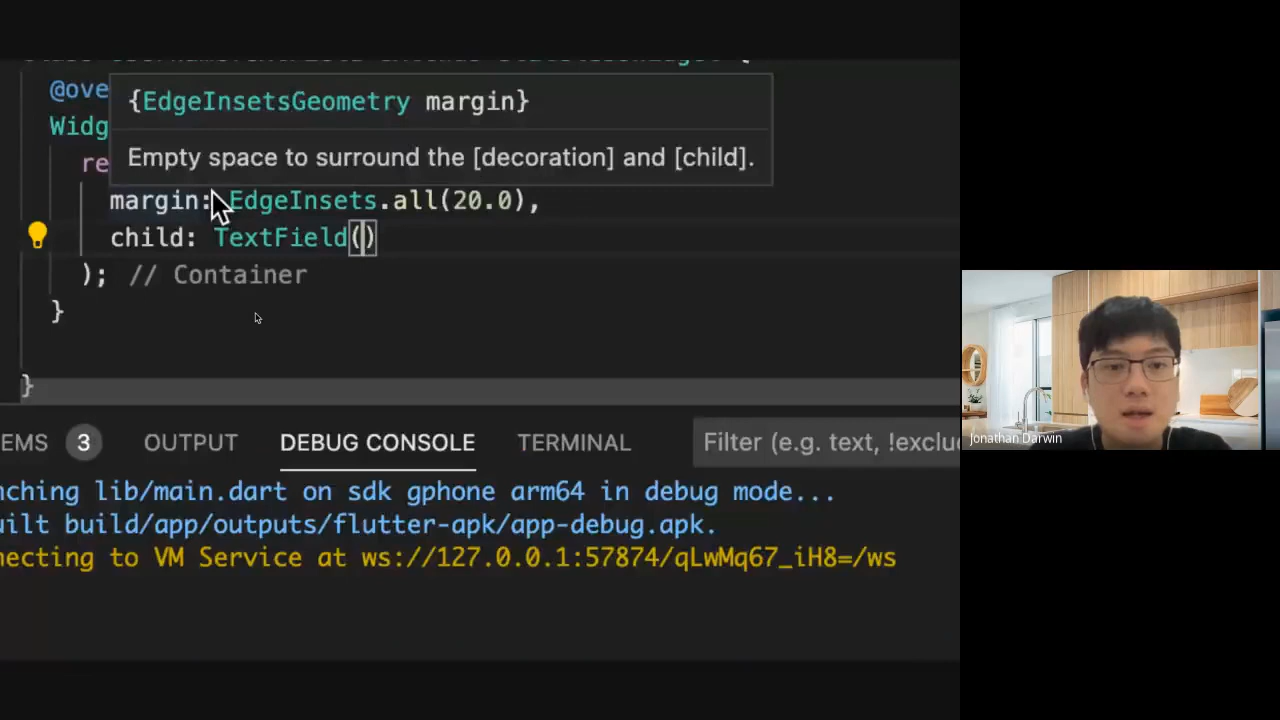 @ove
{EdgeInsetsGeometry margin}
Widg
Empty space to surround the [decoration] and [child].
re
margin: EdgeInsets.all(20.0),
child: TextField()
); // Container
}
}
EMS 3 OUTPUT DEBUG CONSOLE TERMINAL Filter (e.g. text, !exclu
nching lib/main.dart on sdk gphone arm64 in debug mode...
uilt build/app/outputs/flutter-apk/app-debug.apk.
necting to VM Service at ws://127.0.0.1:57874/qLwMq67_iH8=/ws
Jonathan Darwin